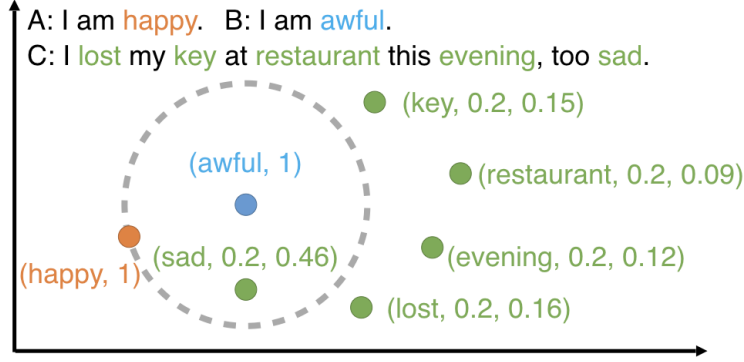 A: I am happy. B: I am awful.
C: I lost my key at restaurant this evening, too sad.
(key, 0.2, 0.15)
(awful, 1)
(restaurant, 0.2, 0.09)
(sad, 0.2, 0.46)
(evening, 0.2, 0.12)
(happy, 1)
(lost, 0.2, 0.16)